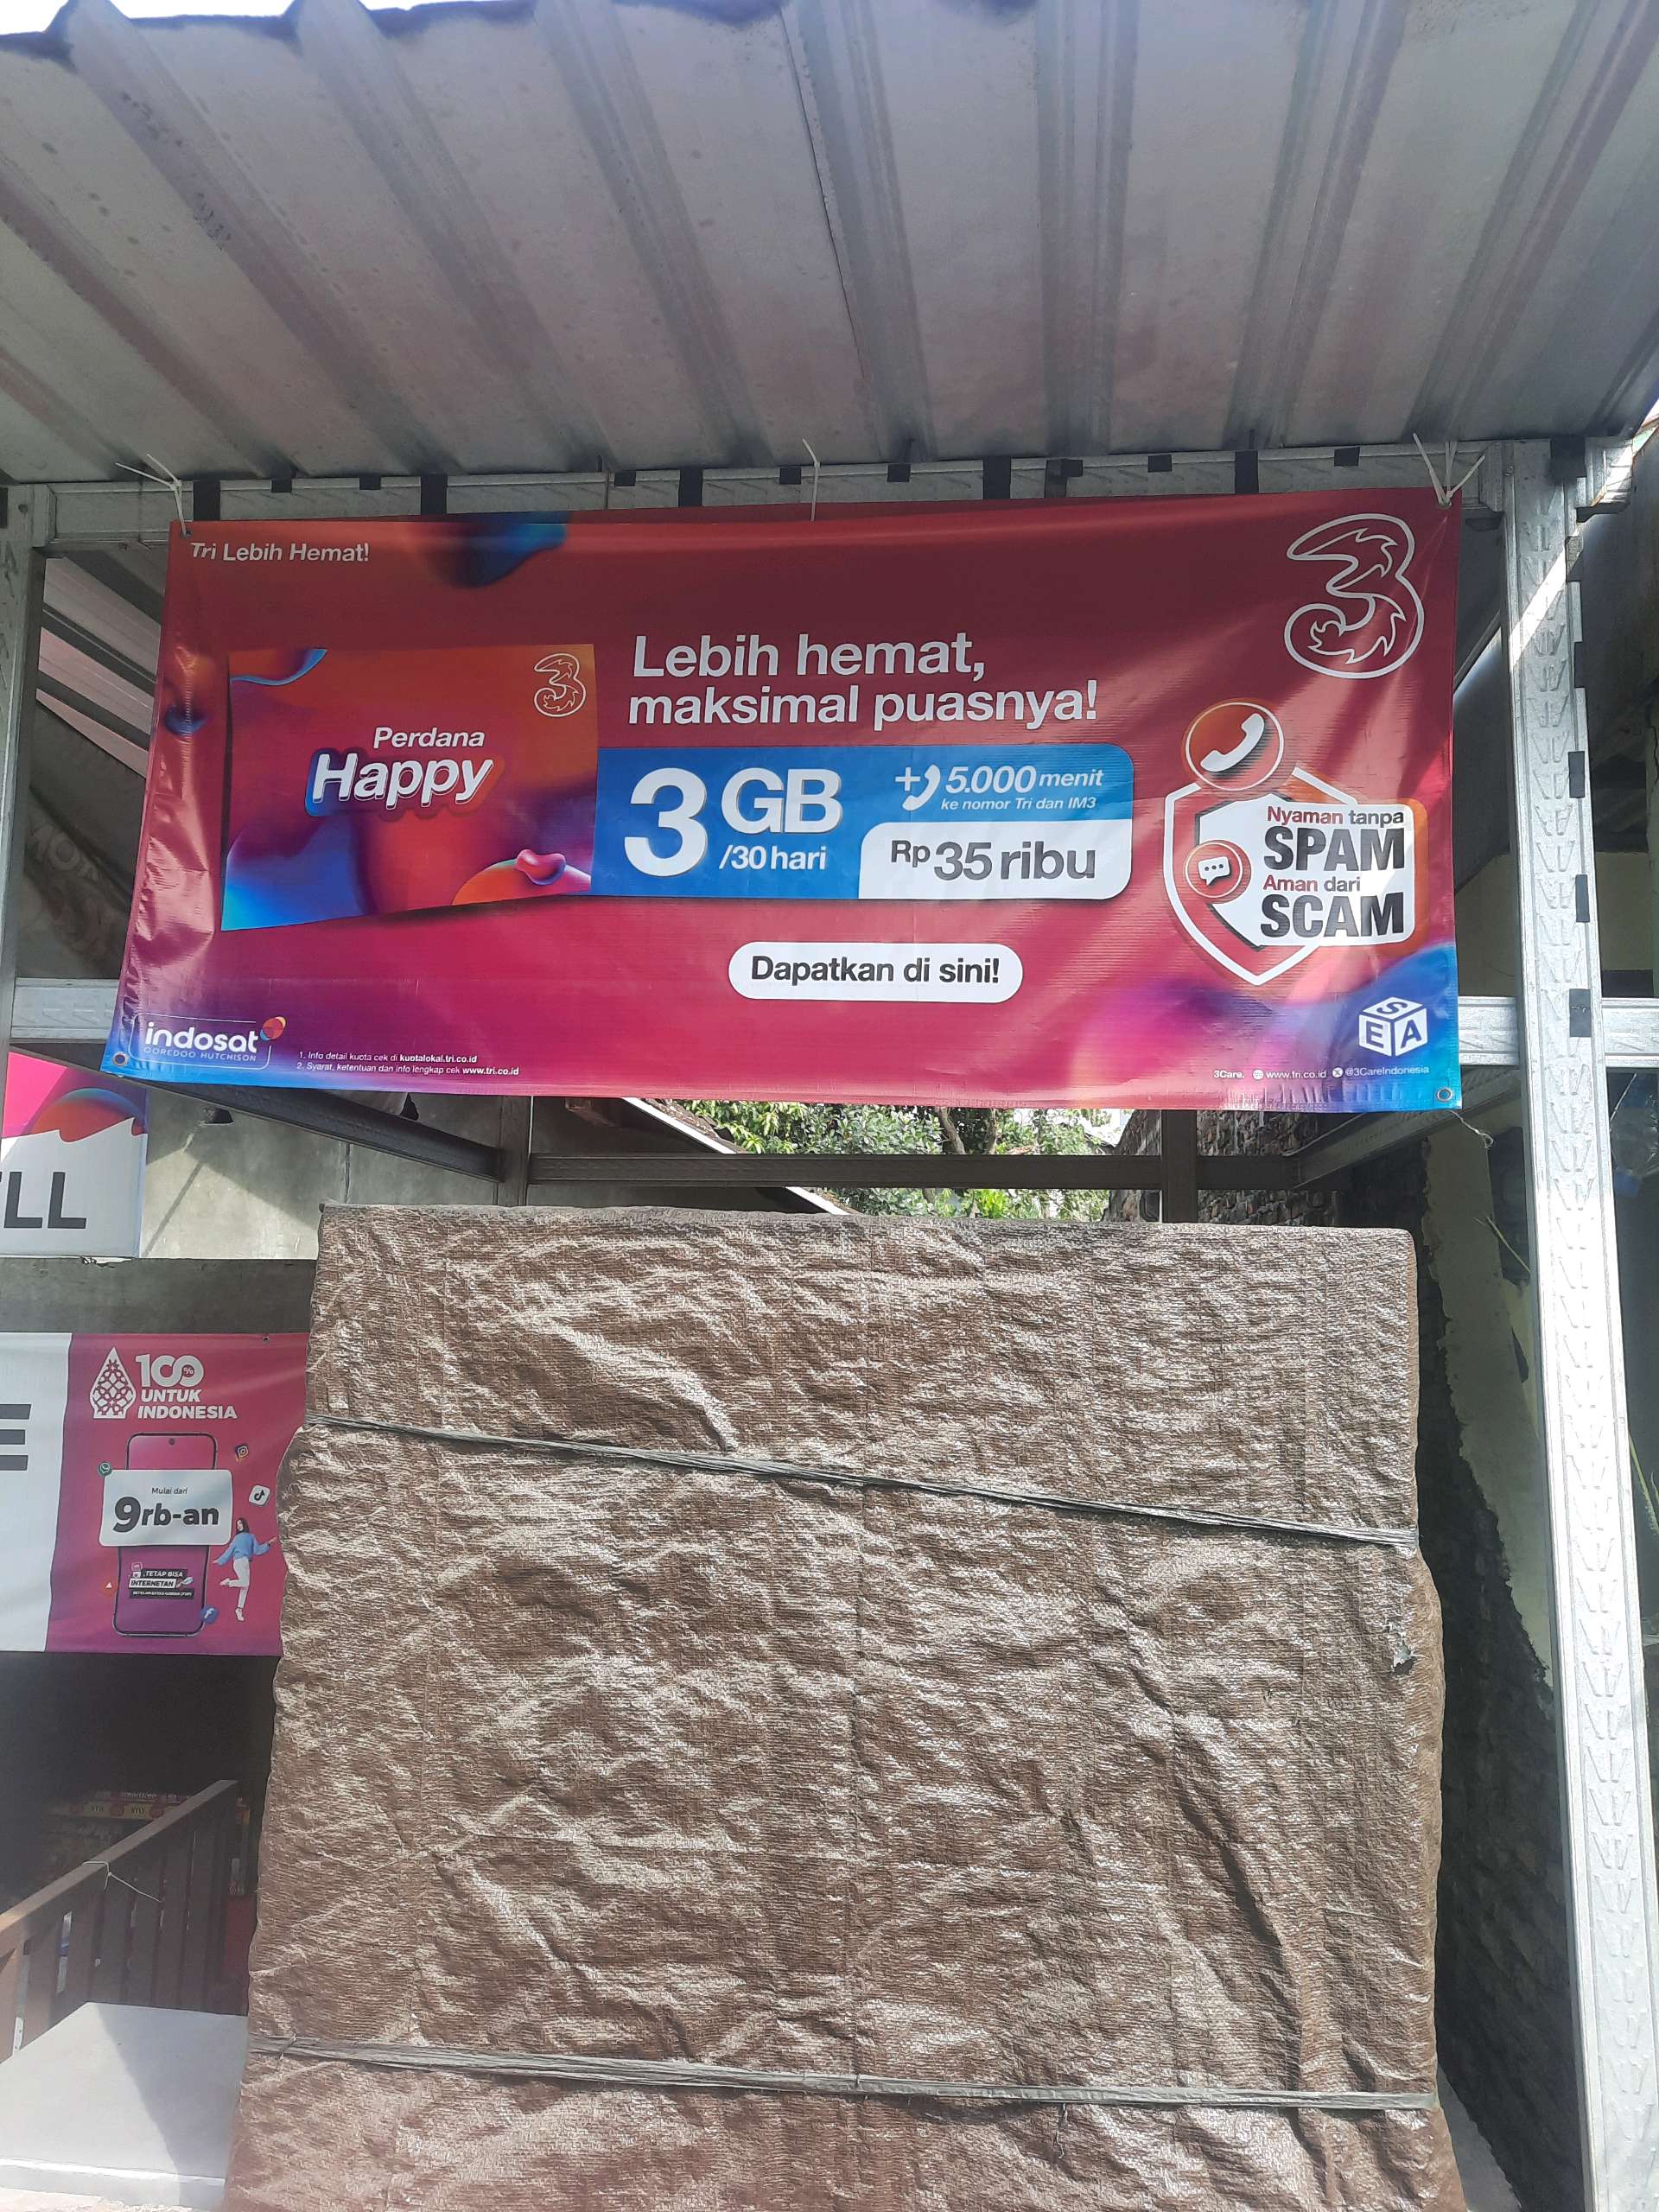 Tri Lebih Hemat!
3
Perdana
Happy
3
Lebih hemat,
maksimal puasnya!
3 GB
/30 hari
+ 5.000 menit
ke nomor Tri dan IM3
Rp 35 ribu
Nyaman tanpa
SPAM
Aman dari
SCAM
Dapatkan di sini!
indosat
OOREDOO HUTCHISON
1. Info detail kuota cek di kuotalokal.tri.co.id
2. Syarat, ketentuan dan info lengkap cek www.tri.co.id
SEA
3Care. www.tri.co.id @3CareIndonesia
LL
E
100%
UNTUK
INDONESIA
Mulai dari
9rb-an
TETAP BISA
INTERNETAN